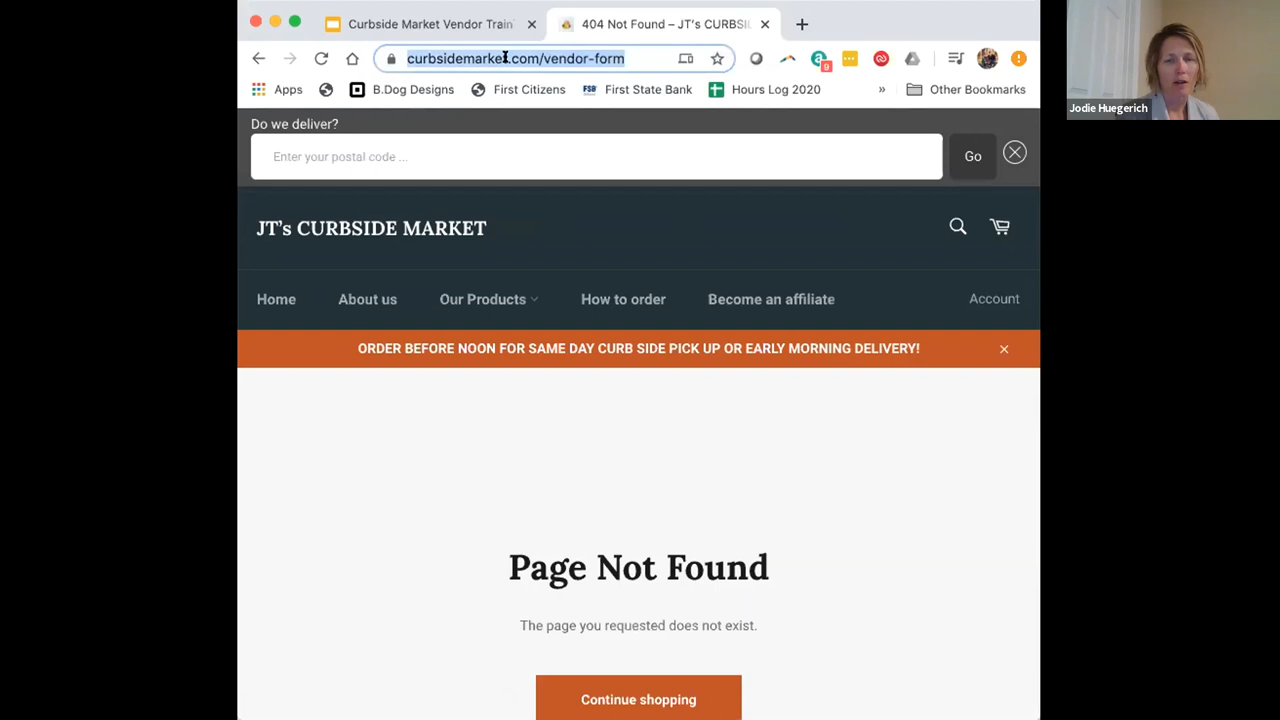 Curbside Market Vendor Train
404 Not Found – JT's CURBSI
curbsidemarket.com/vendor-form
9
Apps
B.Dog Designs
First Citizens
FSB First State Bank
Hours Log 2020
»
Other Bookmarks
Jodie Huegerich
Do we deliver?
Enter your postal code ...
Go
JT's CURBSIDE MARKET
Home
About us
Our Products
How to order
Become an affiliate
Account
ORDER BEFORE NOON FOR SAME DAY CURB SIDE PICK UP OR EARLY MORNING DELIVERY!
Page Not Found
The page you requested does not exist.
Continue shopping